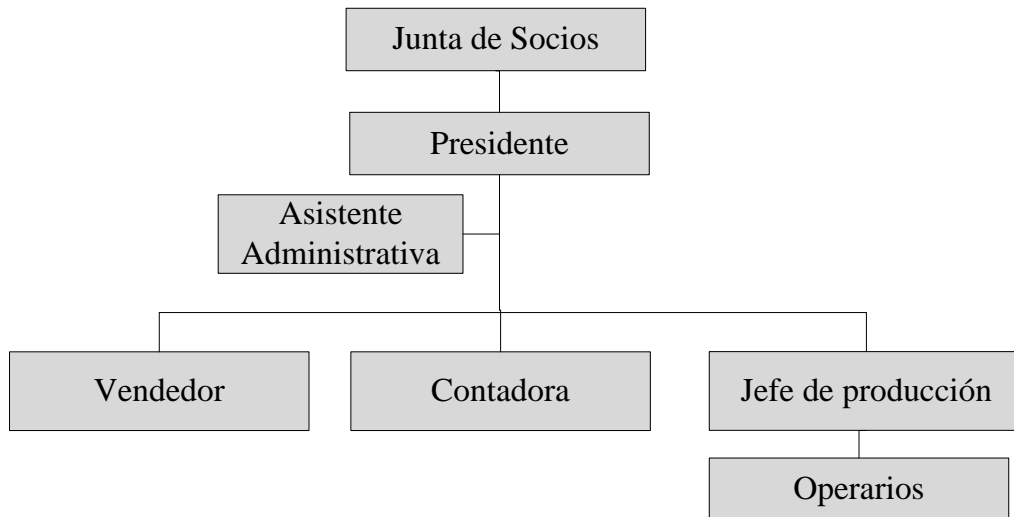 Junta de Socios
Presidente
Asistente
Administrativa
Vendedor
Contadora
Jefe de producción
Operarios